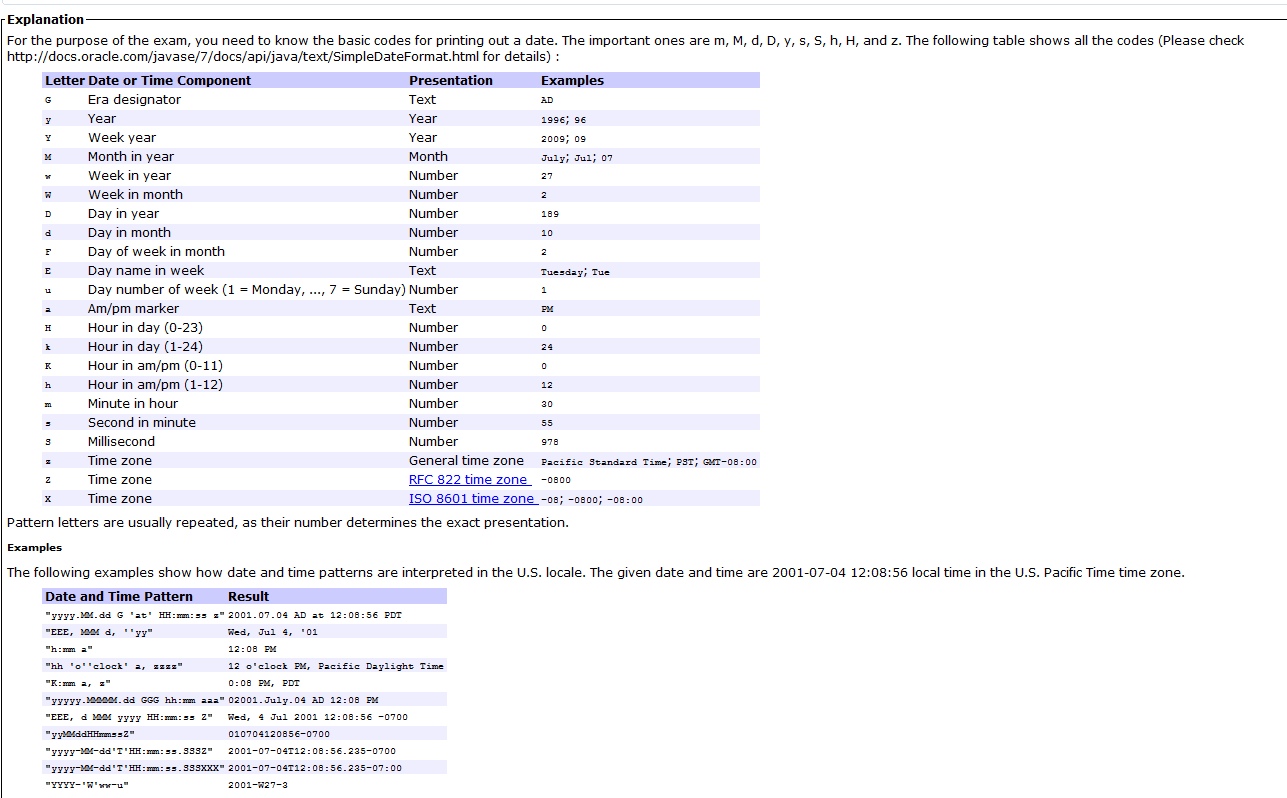 Explanation
For the purpose of the exam, you need to know the basic codes for printing out a date. The important ones are m, M, d, D, y, s, S, h, H, and z. The following table shows all the codes (Please check
http://docs.oracle.com/javase/7/docs/api/java/text/SimpleDateFormat.html for details) :
Letter Date or Time Component Presentation Examples
G Era designator Text AD
y Year Year 1996; 96
Y Week year Year 2009; 09
M Month in year Month July; Jul; 07
w Week in year Number 27
W Week in month Number 2
D Day in year Number 189
d Day in month Number 10
F Day of week in month Number 2
E Day name in week Text Tuesday; Tue
u Day number of week (1 = Monday, ..., 7 = Sunday) Number 1
a Am/pm marker Text PM
H Hour in day (0-23) Number 0
k Hour in day (1-24) Number 24
K Hour in am/pm (0-11) Number 0
h Hour in am/pm (1-12) Number 12
m Minute in hour Number 30
s Second in minute Number 55
S Millisecond Number 978
z Time zone General time zone Pacific Standard Time; PST; GMT-08:00
Z Time zone RFC 822 time zone -0800
X Time zone ISO 8601 time zone -08; -0800; -08:00
Pattern letters are usually repeated, as their number determines the exact presentation.
Examples
The following examples show how date and time patterns are interpreted in the U.S. locale. The given date and time are 2001-07-04 12:08:56 local time in the U.S. Pacific Time time zone.
Date and Time Pattern Result
"yyyy.MM.dd G 'at' HH:mm:ss z" 2001.07.04 AD at 12:08:56 PDT
"EEE, MMM d, ''yy" Wed, Jul 4, '01
"h:mm a" 12:08 PM
"hh 'o''clock' a, zzzz" 12 o'clock PM, Pacific Daylight Time
"K:mm a, z" 0:08 PM, PDT
"yyyyy.MMMMM.dd GGG hh:mm aaa" 02001.July.04 AD 12:08 PM
"EEE, d MMM yyyy HH:mm:ss Z" Wed, 4 Jul 2001 12:08:56 -0700
"yyMMddHHmmssZ" 010704120856-0700
"yyyy-MM-dd'T'HH:mm:ss.SSSZ" 2001-07-04T12:08:56.235-0700
"yyyy-MM-dd'T'HH:mm:ss.SSSXXX" 2001-07-04T12:08:56.235-07:00
"YYYY-'W'ww-u" 2001-W27-3